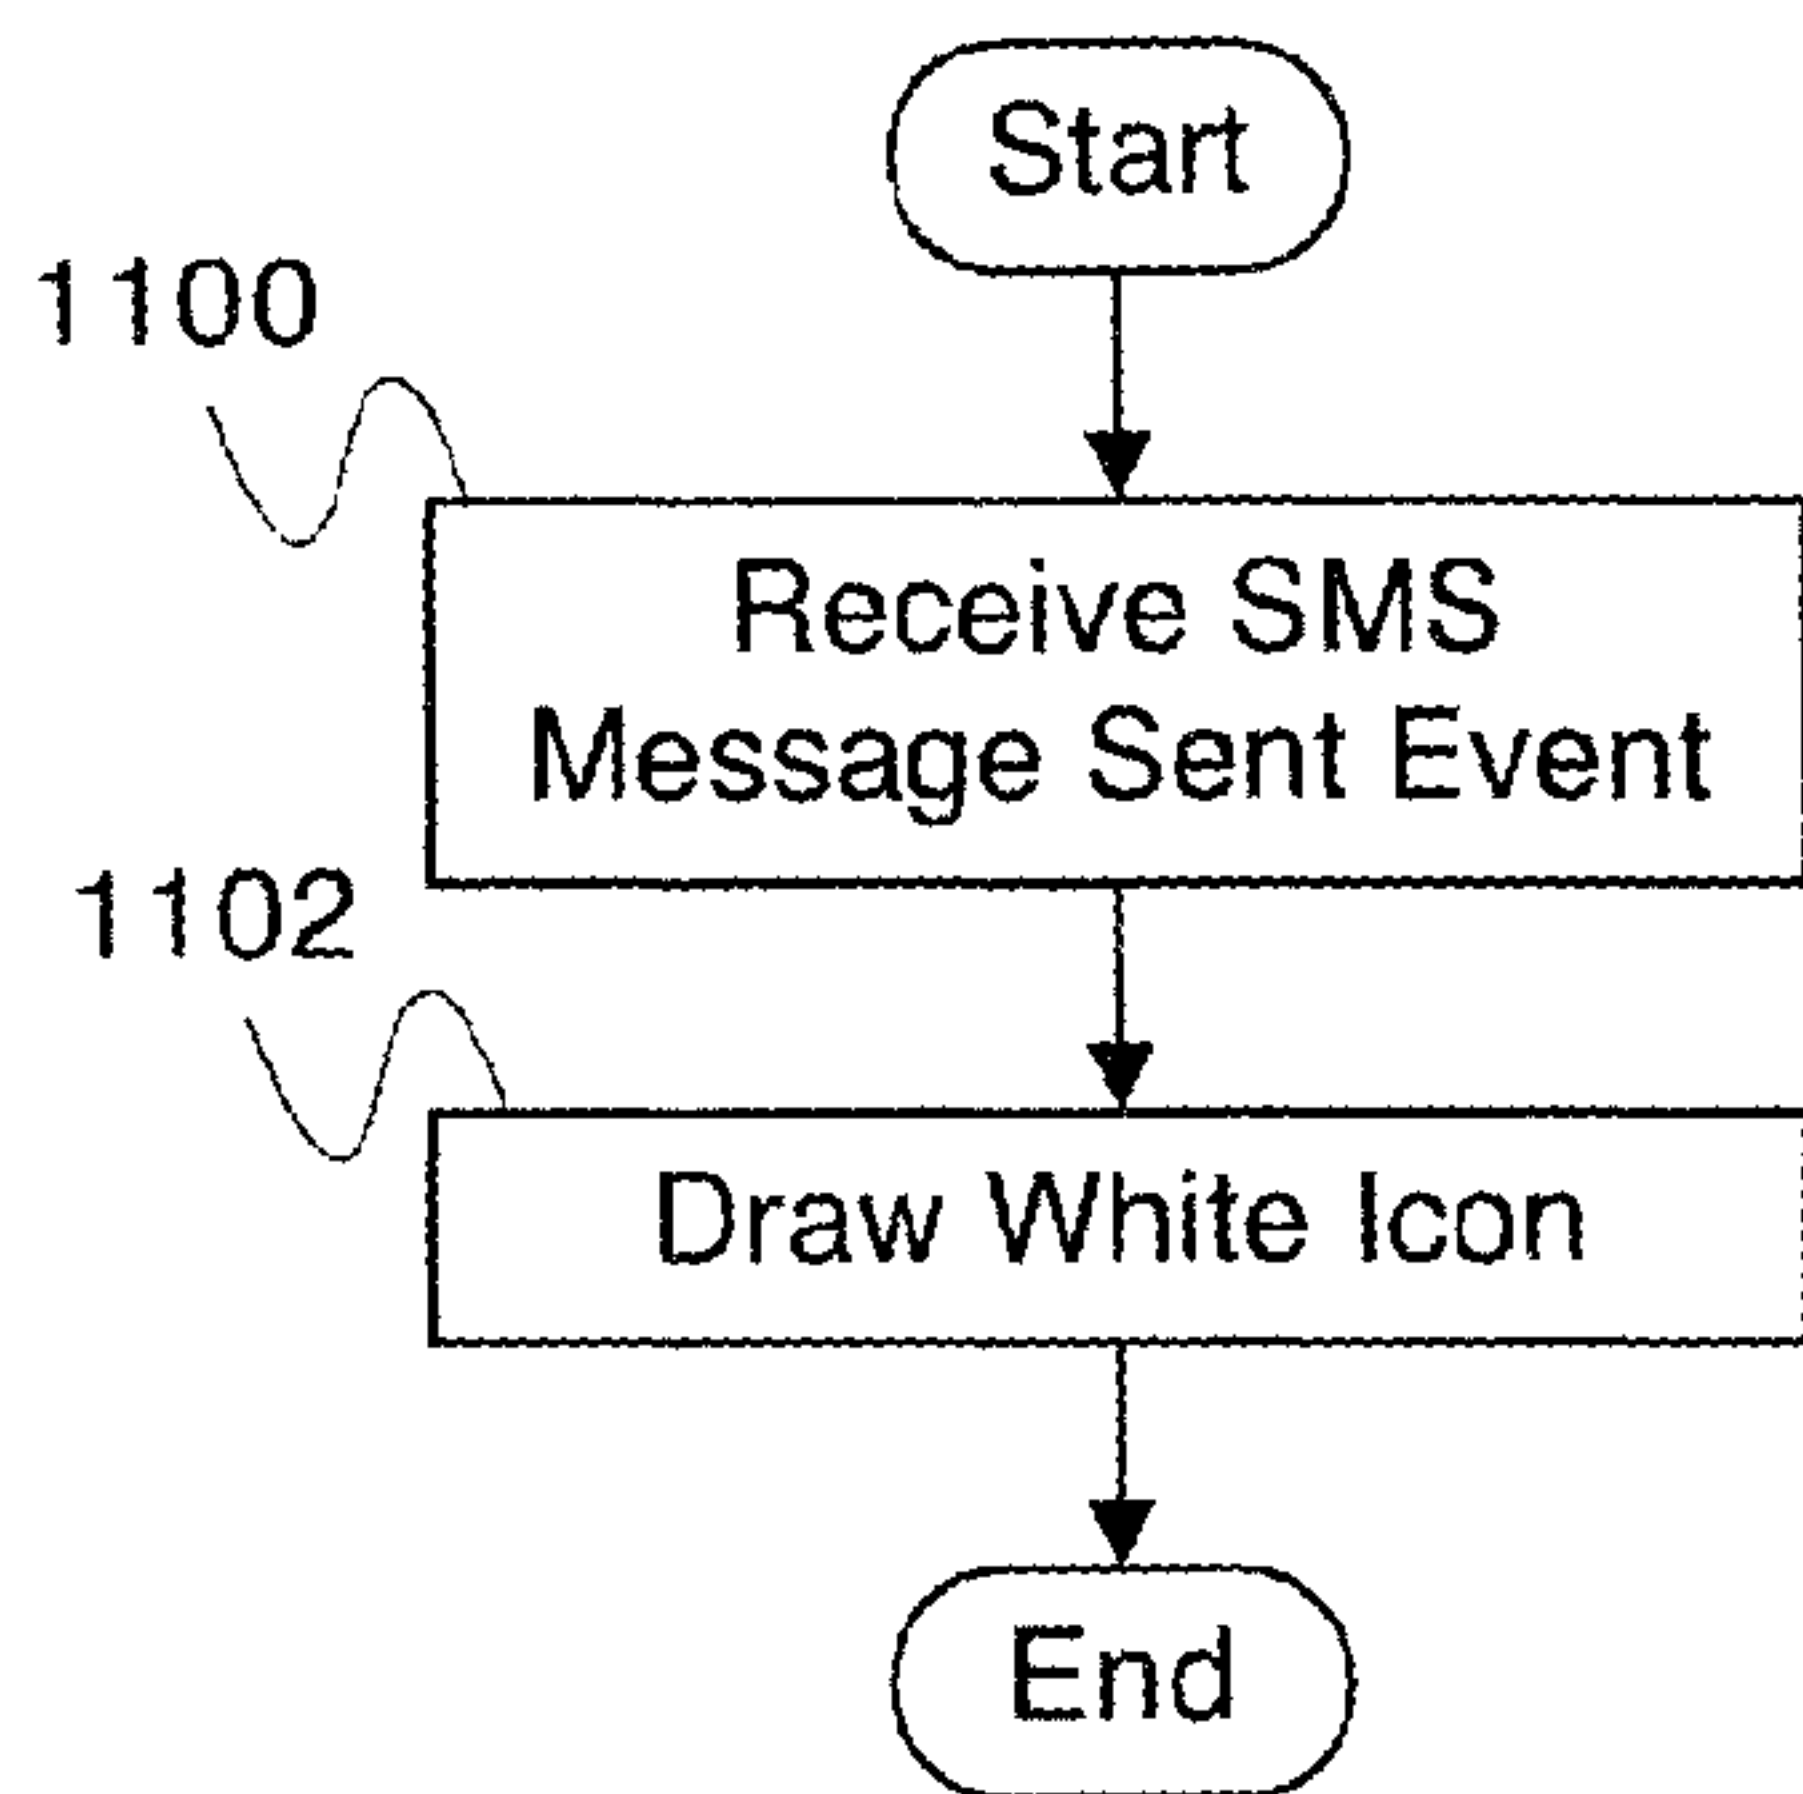 Start
1100
Receive SMS
Message Sent Event
1102
Draw White Icon
End